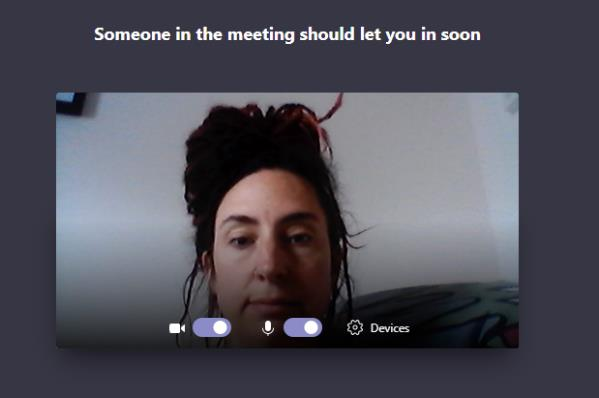 Someone in the meeting should let you in soon
Devices